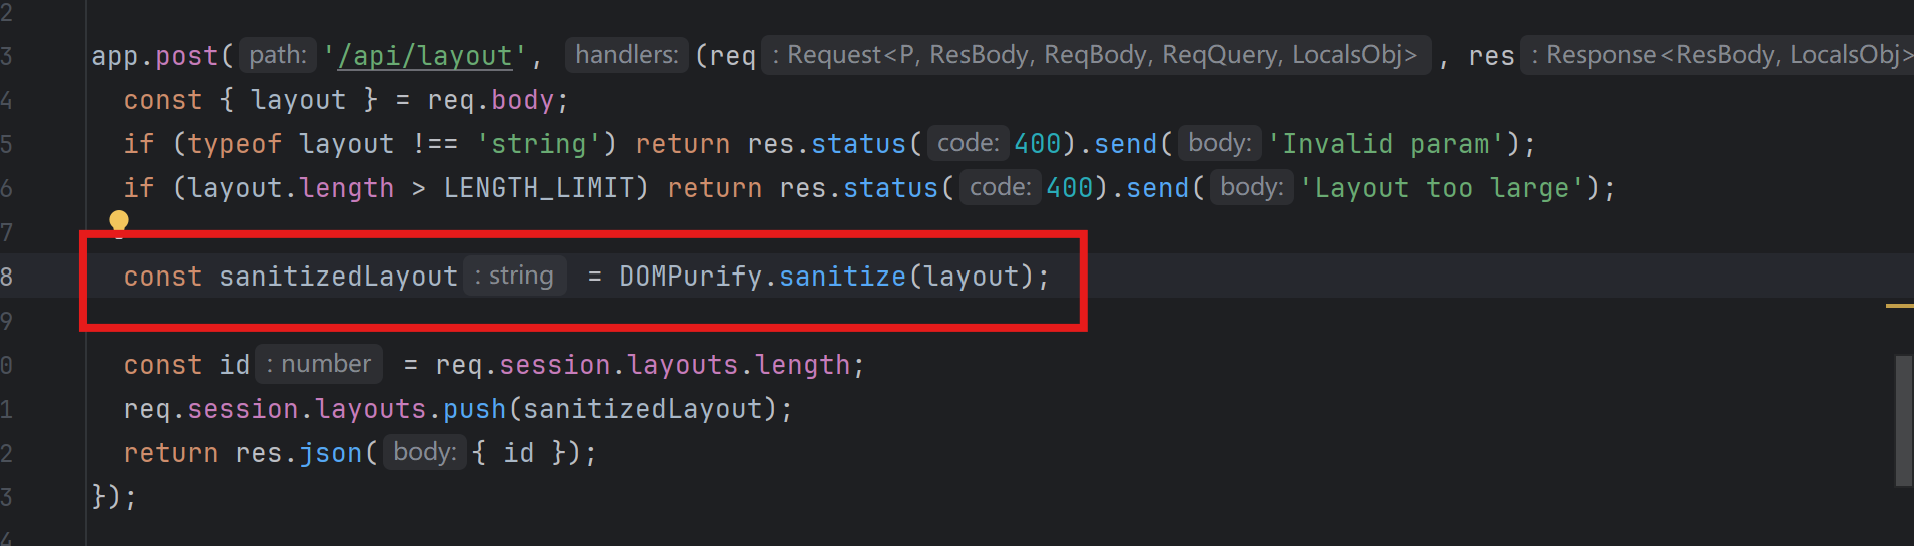 2
3 app.post( path: '/api/layout', handlers: (req : Request<P, ResBody, ReqBody, ReqQuery, LocalsObj> , res : Response<ResBody, LocalsObj>
4 const { layout } = req.body;
5 if (typeof layout !== 'string') return res.status( code: 400).send( body: 'Invalid param');
6 if (layout.length > LENGTH_LIMIT) return res.status( code: 400).send( body: 'Layout too large');
7
8 const sanitizedLayout : string = DOMPurify.sanitize(layout);
9
0 const id : number = req.session.layouts.length;
1 req.session.layouts.push(sanitizedLayout);
2 return res.json( body: { id });
3 });
4